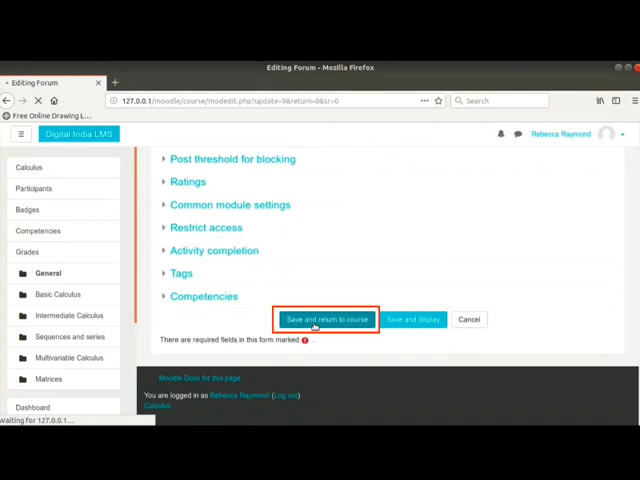 Editing Forum - Mozilla Firefox
Editing Forum
127.0.0.1/moodle/course/modedit.php?update=9&return=0&sr=0
Search
Free Online Drawing L...
Digital India LMS
Rebecca Raymond
Calculus
Participants
Badges
Competencies
Grades
General
Basic Calculus
Intermediate Calculus
Sequences and series
Multivariable Calculus
Matrices
Dashboard
Waiting for 127.0.0.1...
Post threshold for blocking
Ratings
Common module settings
Restrict access
Activity completion
Tags
Competencies
Save and return to course
Save and display
Cancel
There are required fields in this form marked .
Moodle Docs for this page
You are logged in as Rebecca Raymond (Log out)
Calculus